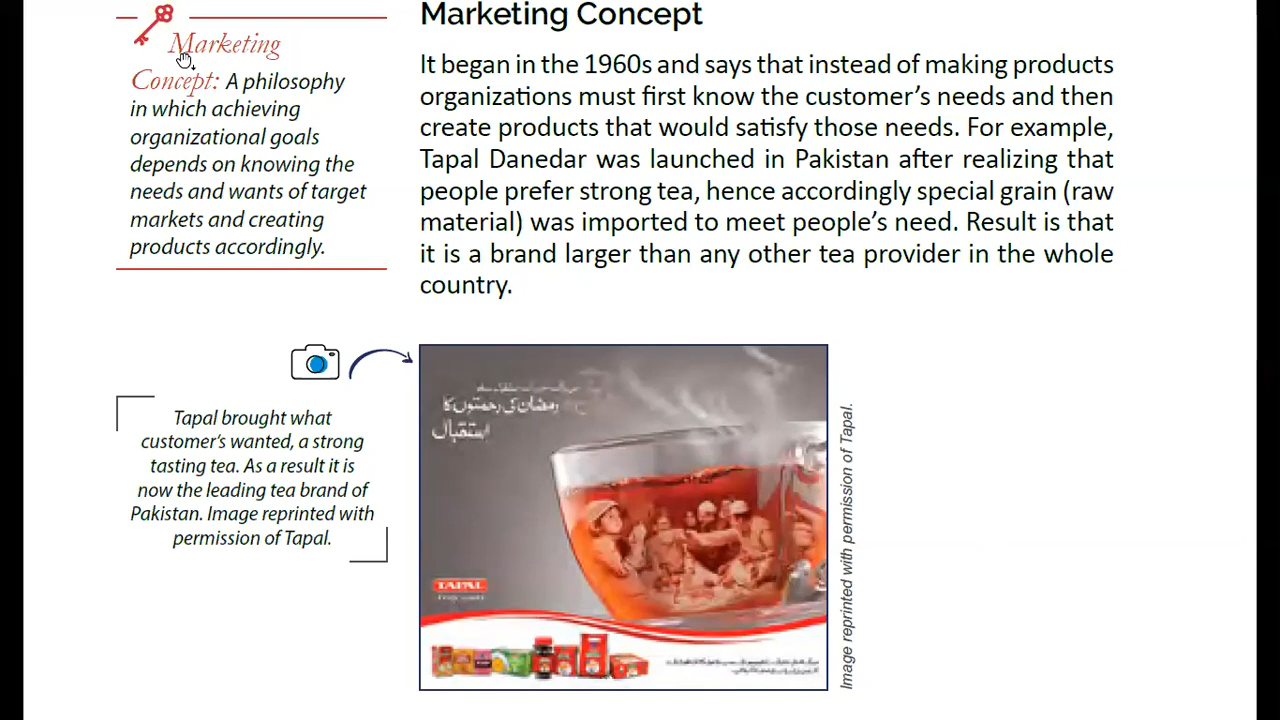 Marketing
Concept: A philosophy
in which achieving
organizational goals
depends on knowing the
needs and wants of target
markets and creating
products accordingly.
Marketing Concept
It began in the 1960s and says that instead of making products
organizations must first know the customer's needs and then
create products that would satisfy those needs. For example,
Tapal Danedar was launched in Pakistan after realizing that
people prefer strong tea, hence accordingly special grain (raw
material) was imported to meet people's need. Result is that
it is a brand larger than any other tea provider in the whole
country.
Tapal brought what
customer's wanted, a strong
tasting tea. As a result it is
now the leading tea brand of
Pakistan. Image reprinted with
permission of Tapal.
رمضان کی رحمتوں کا
استقبال
TAPAL
Image reprinted with permission of Tapal.